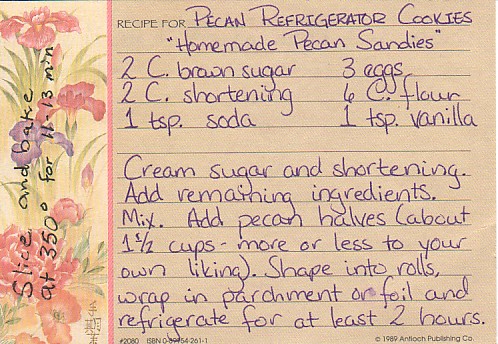 RECIPE FOR PECAN REFRIGERATOR COOKIES
"Homemade Pecan Sandies"
2 C. brown sugar 3 eggs
2 C. shortening 6 C. flour
1 tsp. soda 1 tsp. vanilla
Cream sugar and shortening.
Add remaining ingredients.
Mix. Add pecan halves (about
1 1/2 cups - more or less to your
own liking). Shape into rolls,
wrap in parchment or foil and
refrigerate for at least 2 hours.
Slice and bake
at 350° for 11-13 min
#2080 ISBN 0-89954-261-1
© 1989 Antioch Publishing Co.